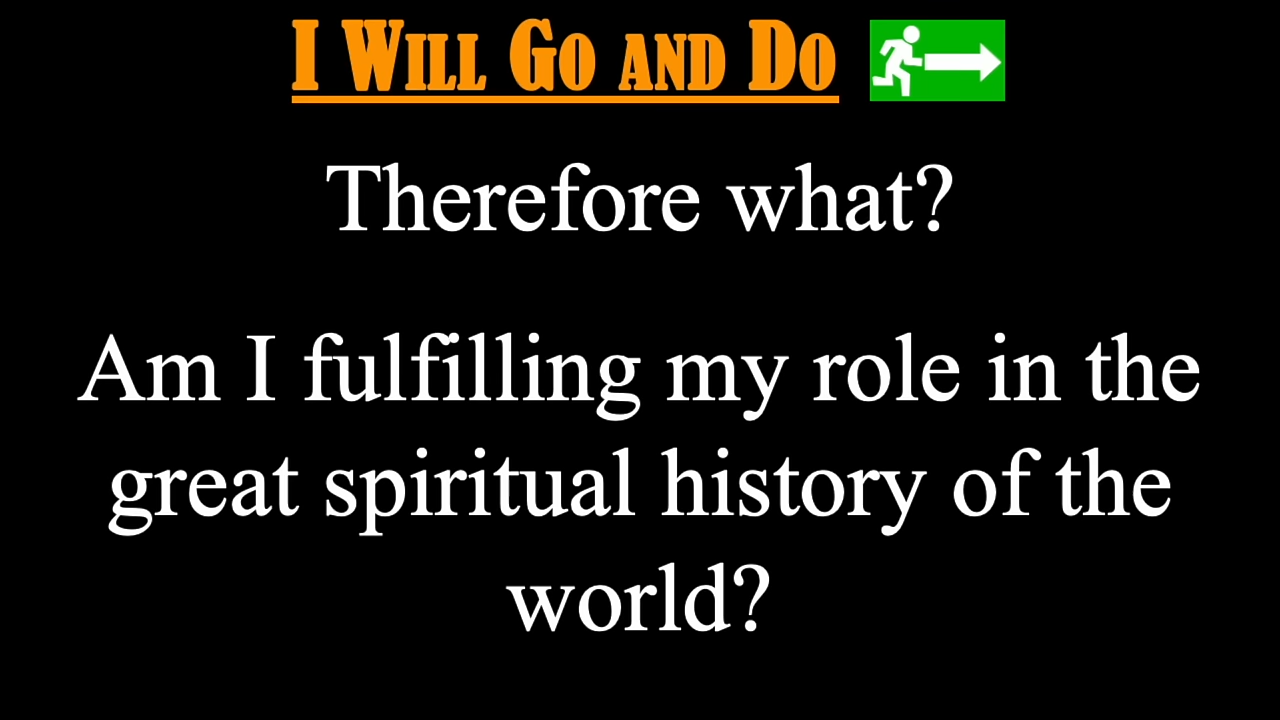 I Will Go and Do
Therefore what?
Am I fulfilling my role in the
great spiritual history of the
world?